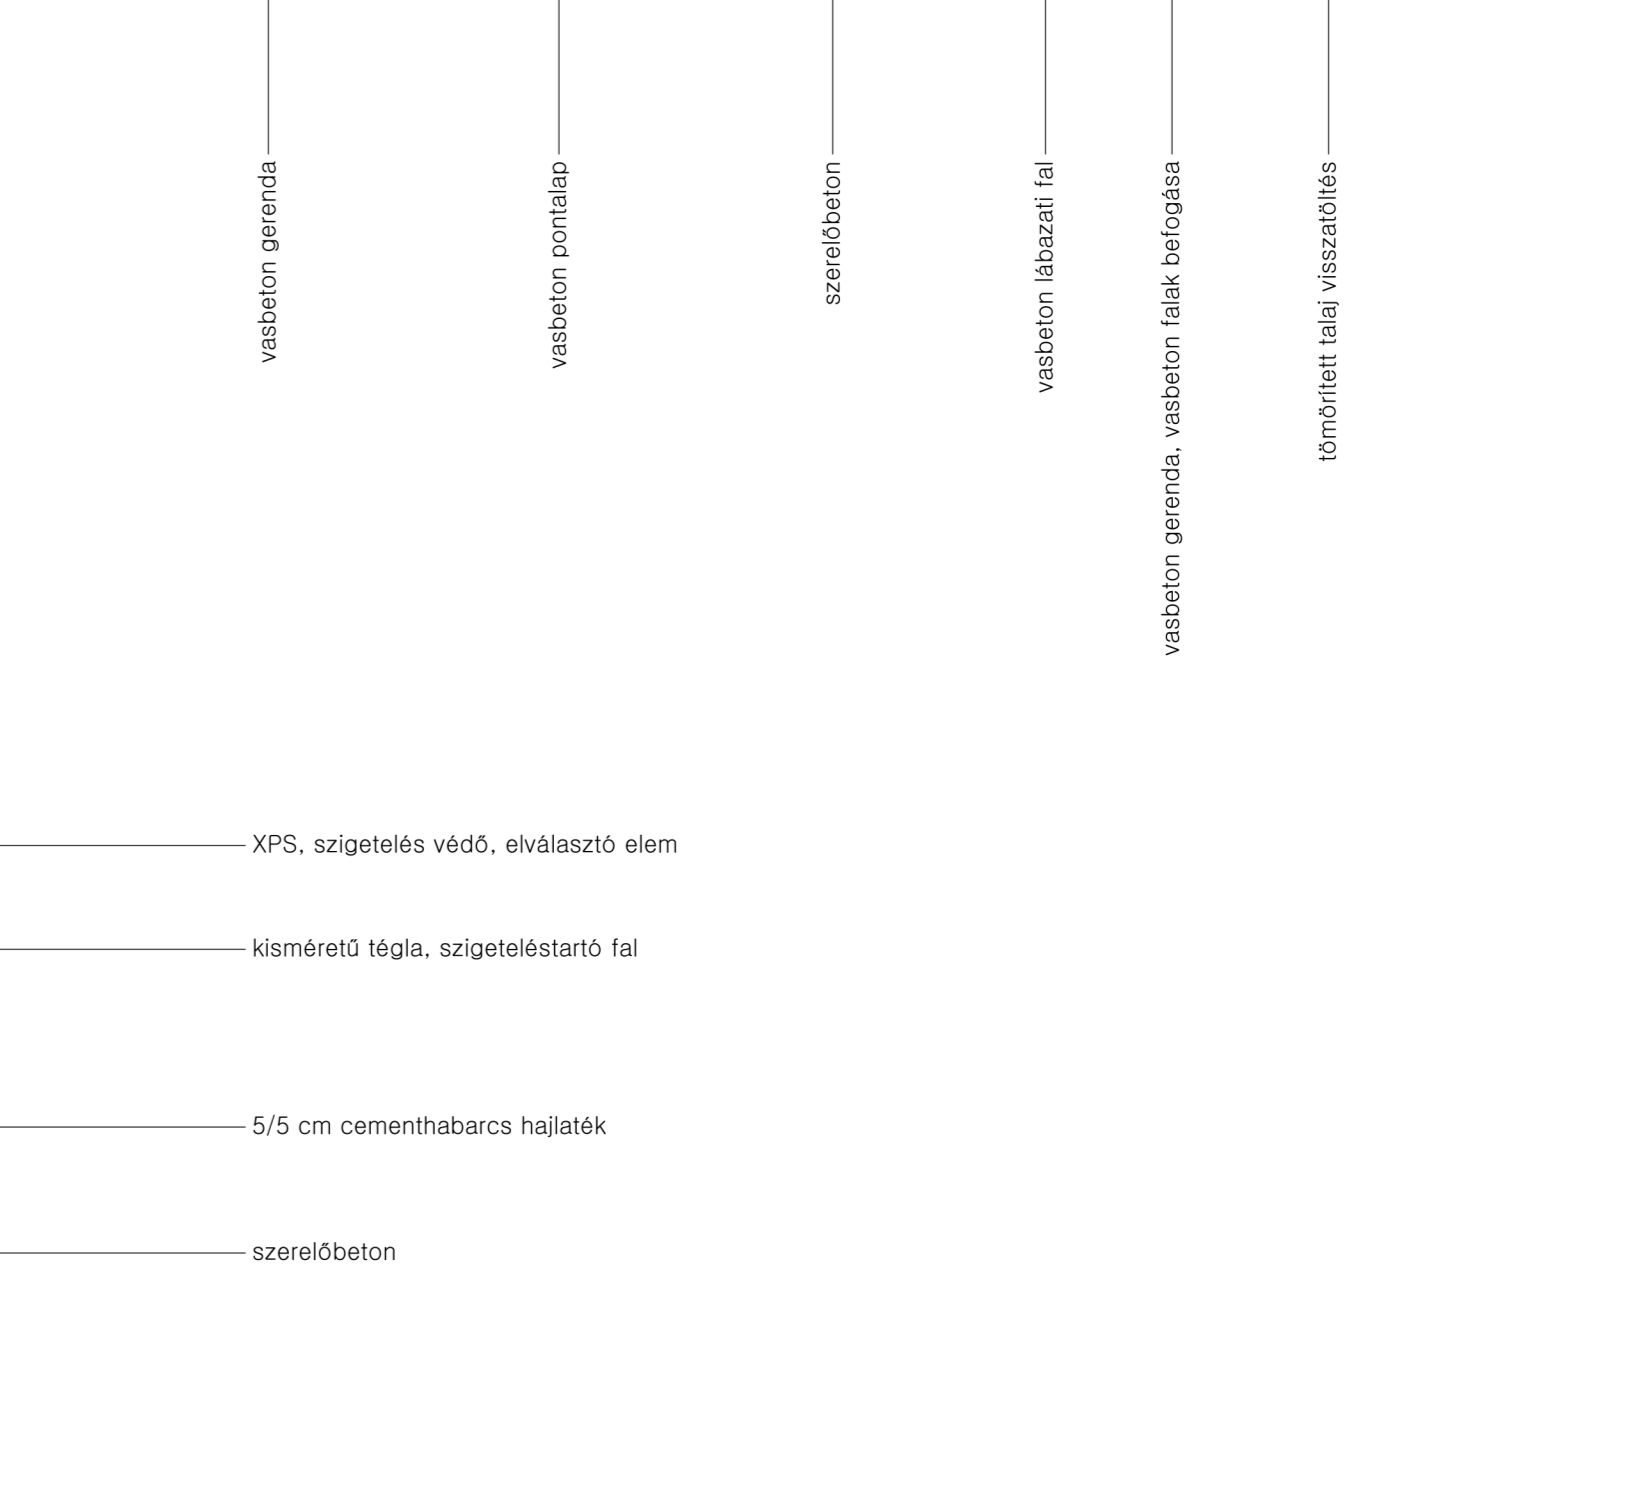 vasbeton gerenda
vasbeton pontalap
szerelőbeton
vasbeton lábazati fal
vasbeton gerenda, vasbeton falak befogása
tömörített talaj visszatöltés
XPS, szigetelés védő, elválasztó elem
kisméretű tégla, szigeteléstartó fal
5/5 cm cementhabarcs hajlaték
szerelőbeton